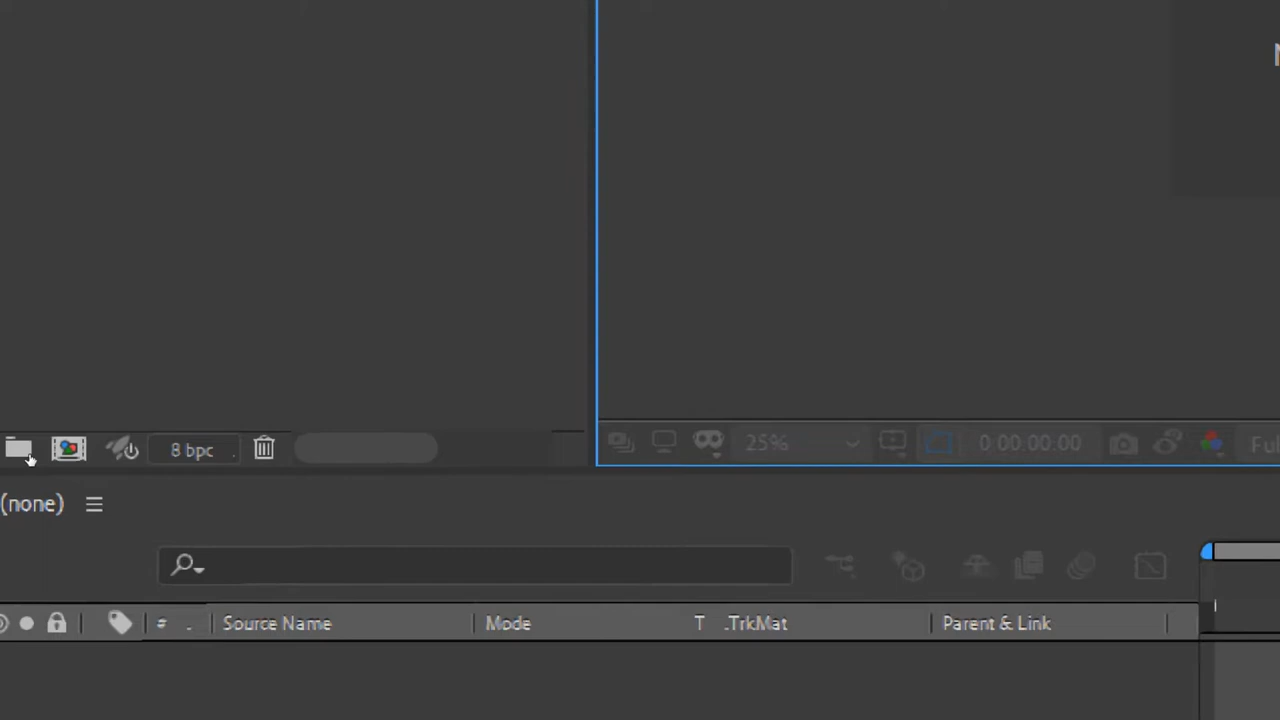 8 bpc
25%
0:00:00:00
(none)
# . Source Name Mode T .TrkMat Parent & Link